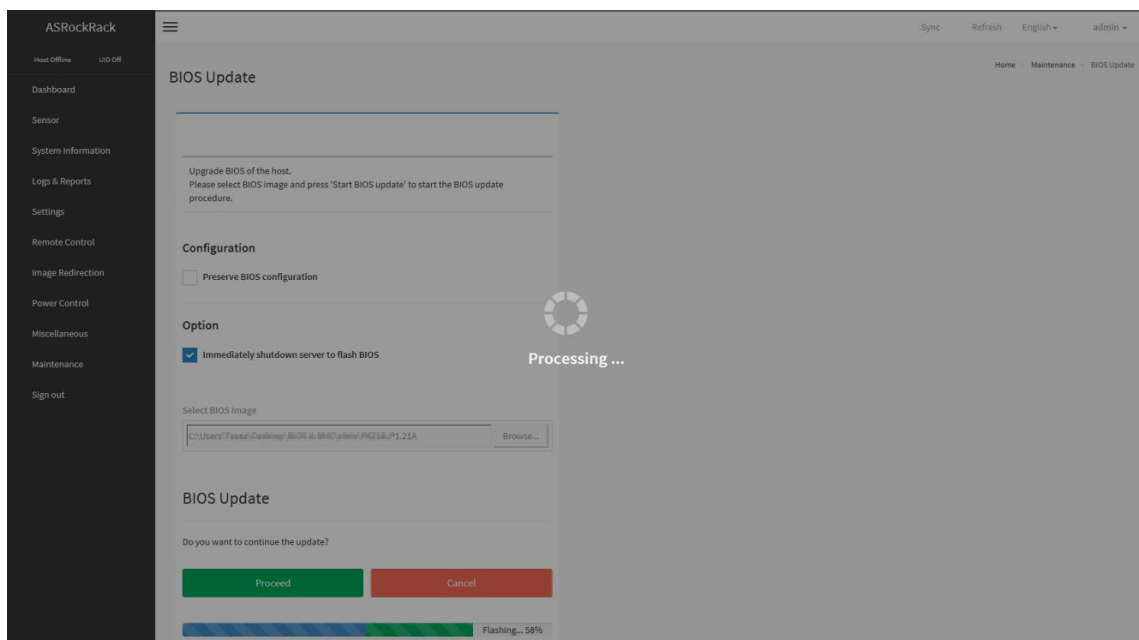 ASRockRack
Sync Refresh English admin
Host Offline UID Off
Home Maintenance BIOS Update
BIOS Update
Dashboard
Sensor
System Information
Logs & Reports
Settings
Remote Control
Image Redirection
Power Control
Miscellaneous
Maintenance
Sign out
Upgrade BIOS of the host.
Please select BIOS image and press 'Start BIOS update' to start the BIOS update
procedure.
Configuration
Preserve BIOS configuration
Option
Immediately shutdown server to flash BIOS
Processing ...
Select BIOS Image
C:\Users\ P1.21A Browse...
BIOS Update
Do you want to continue the update?
Proceed Cancel
Flashing... 58%